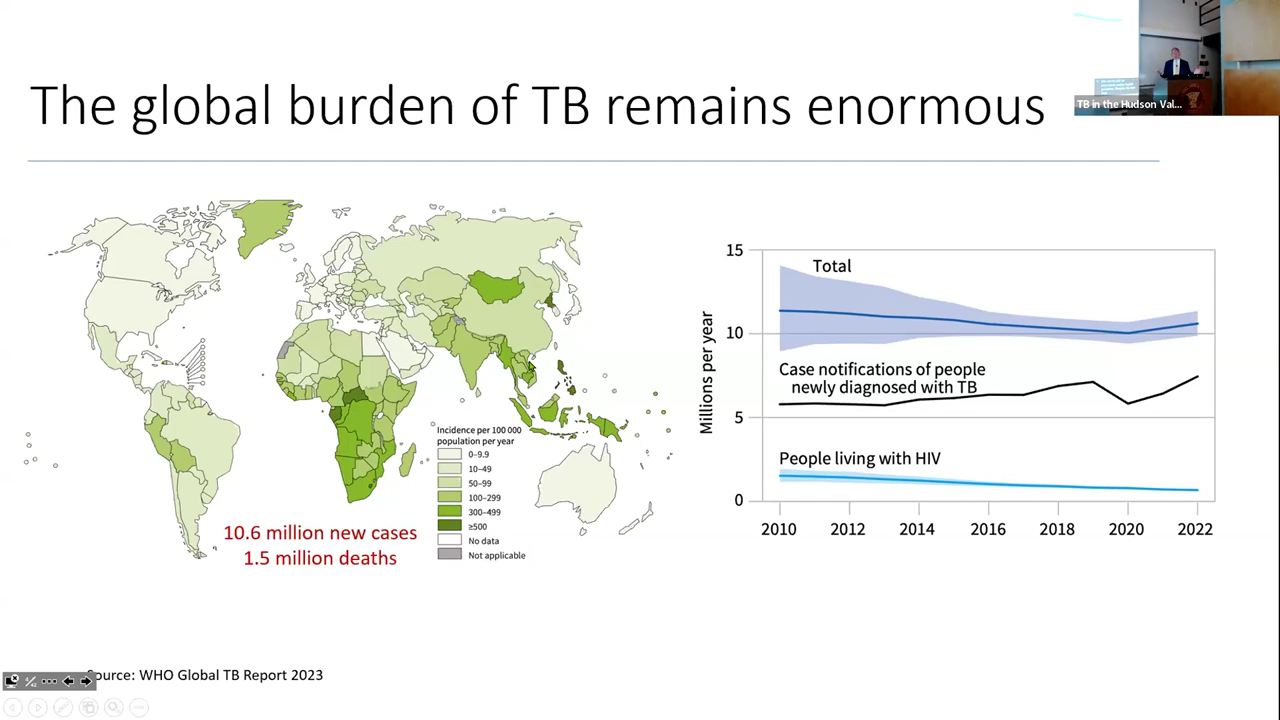 The global burden of TB remains enormous
TB in the Hudson Val...
Incidence per 100 000
population per year
0–9.9
10–49
50–99
100–299
300–499
≥500
No data
Not applicable
10.6 million new cases
1.5 million deaths
Millions per year
15
10
5
0
Total
Case notifications of people
newly diagnosed with TB
People living with HIV
2010
2012
2014
2016
2018
2020
2022
Source: WHO Global TB Report 2023